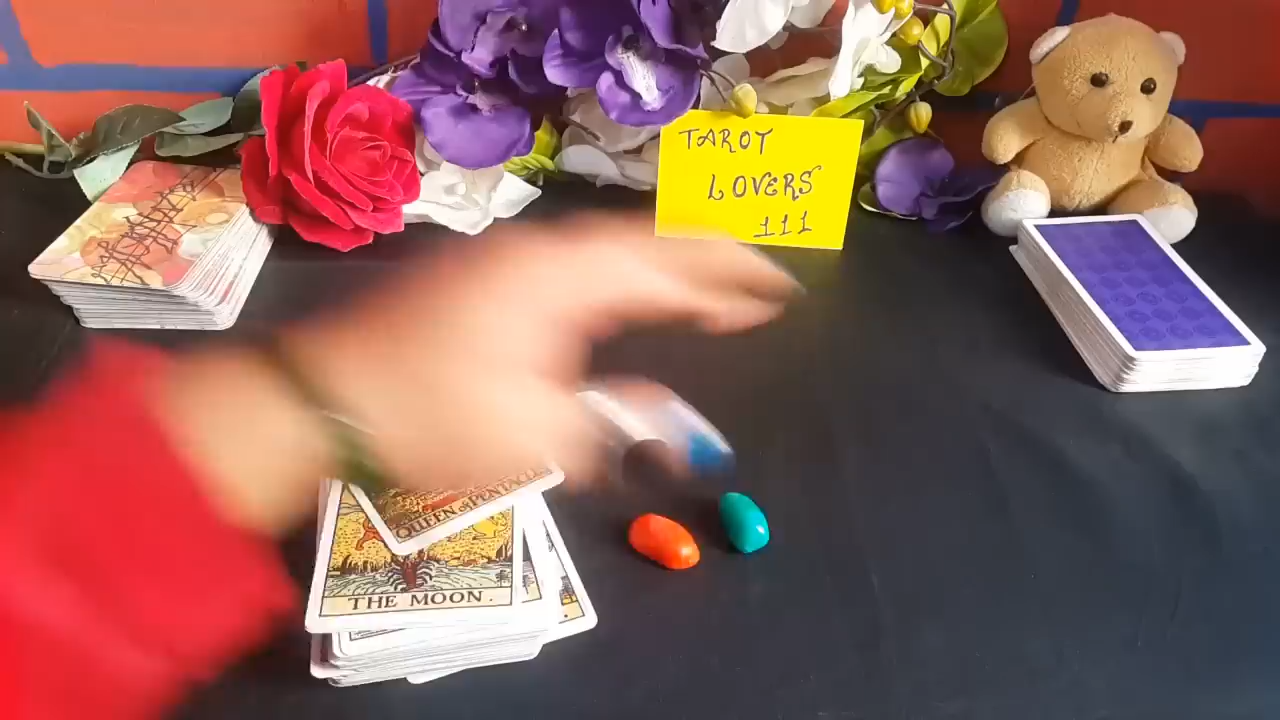 TAROT
LOVERS
111
QUEEN of PENTACLES
THE MOON.